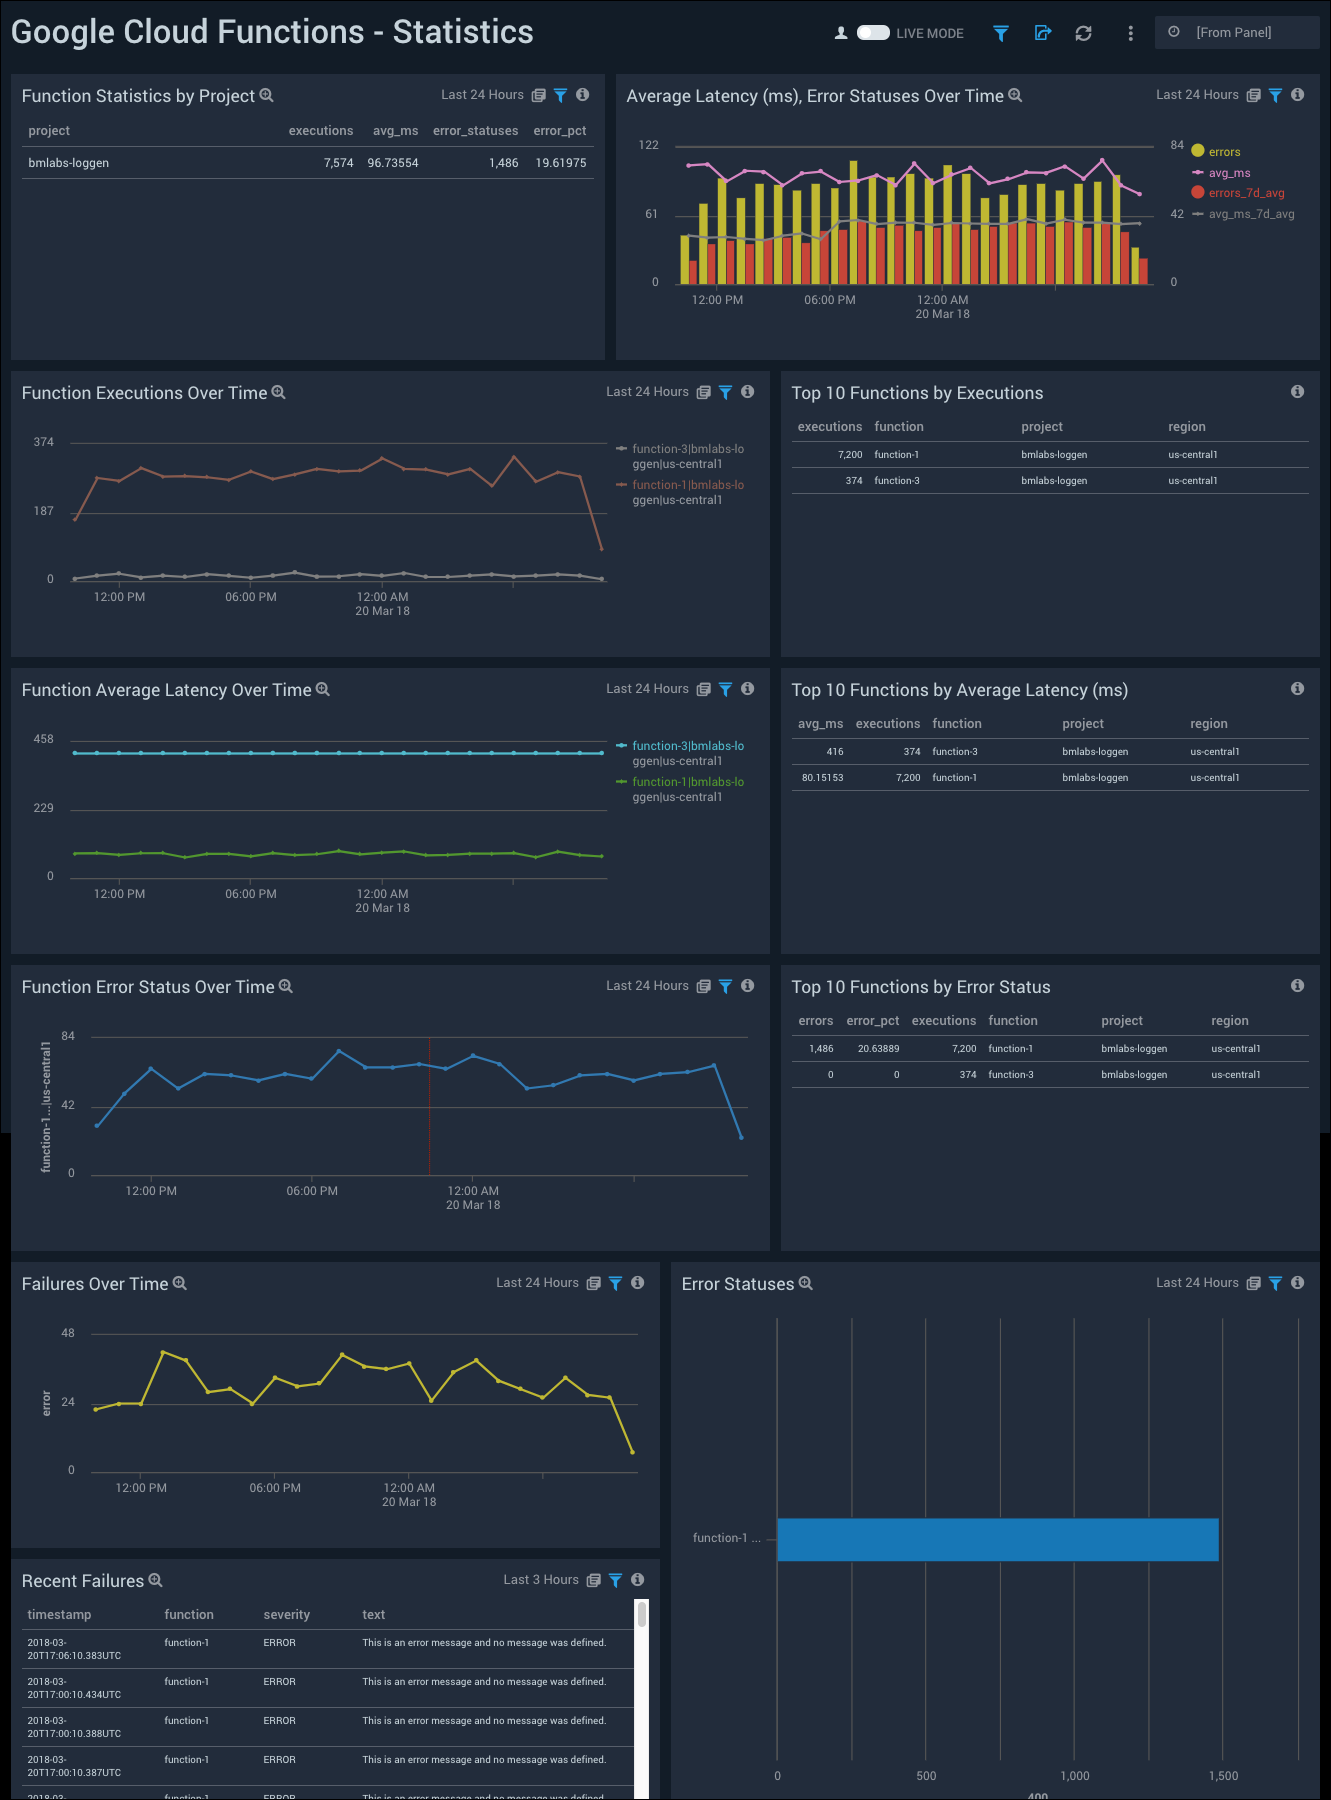 Google Cloud Functions - Statistics
LIVE MODE
[From Panel]
Function Statistics by Project
Last 24 Hours
project executions avg_ms error_statuses error_pct
bmlabs-loggen 7,574 96.73554 1,486 19.61975
Average Latency (ms), Error Statuses Over Time
Last 24 Hours
122
61
0
84
42
0
12:00 PM 06:00 PM 12:00 AM
20 Mar 18
errors
avg_ms
errors_7d_avg
avg_ms_7d_avg
Function Executions Over Time
Last 24 Hours
374
187
0
12:00 PM 06:00 PM 12:00 AM
20 Mar 18
function-3|bmlabs-lo
ggen|us-central1
function-1|bmlabs-lo
ggen|us-central1
Top 10 Functions by Executions
executions function project region
7,200 function-1 bmlabs-loggen us-central1
374 function-3 bmlabs-loggen us-central1
Function Average Latency Over Time
Last 24 Hours
458
229
0
12:00 PM 06:00 PM 12:00 AM
20 Mar 18
function-3|bmlabs-lo
ggen|us-central1
function-1|bmlabs-lo
ggen|us-central1
Top 10 Functions by Average Latency (ms)
avg_ms executions function project region
416 374 function-3 bmlabs-loggen us-central1
80.15153 7,200 function-1 bmlabs-loggen us-central1
Function Error Status Over Time
Last 24 Hours
function-1...|us-central1
84
42
0
12:00 PM 06:00 PM 12:00 AM
20 Mar 18
Top 10 Functions by Error Status
errors error_pct executions function project region
1,486 20.63889 7,200 function-1 bmlabs-loggen us-central1
0 0 374 function-3 bmlabs-loggen us-central1
Failures Over Time
Last 24 Hours
error
48
24
0
12:00 PM 06:00 PM 12:00 AM
20 Mar 18
Error Statuses
Last 24 Hours
function-1 ...
0 500 1,000 1,500
400
Recent Failures
Last 3 Hours
timestamp function severity text
2018-03-
20T17:06:10.383UTC
function-1 ERROR This is an error message and no message was defined.
2018-03-
20T17:00:10.434UTC
function-1 ERROR This is an error message and no message was defined.
2018-03-
20T17:00:10.388UTC
function-1 ERROR This is an error message and no message was defined.
2018-03-
20T17:00:10.387UTC
function-1 ERROR This is an error message and no message was defined.
2018-03- function-1 ERROR This is an error message and no message was defined.